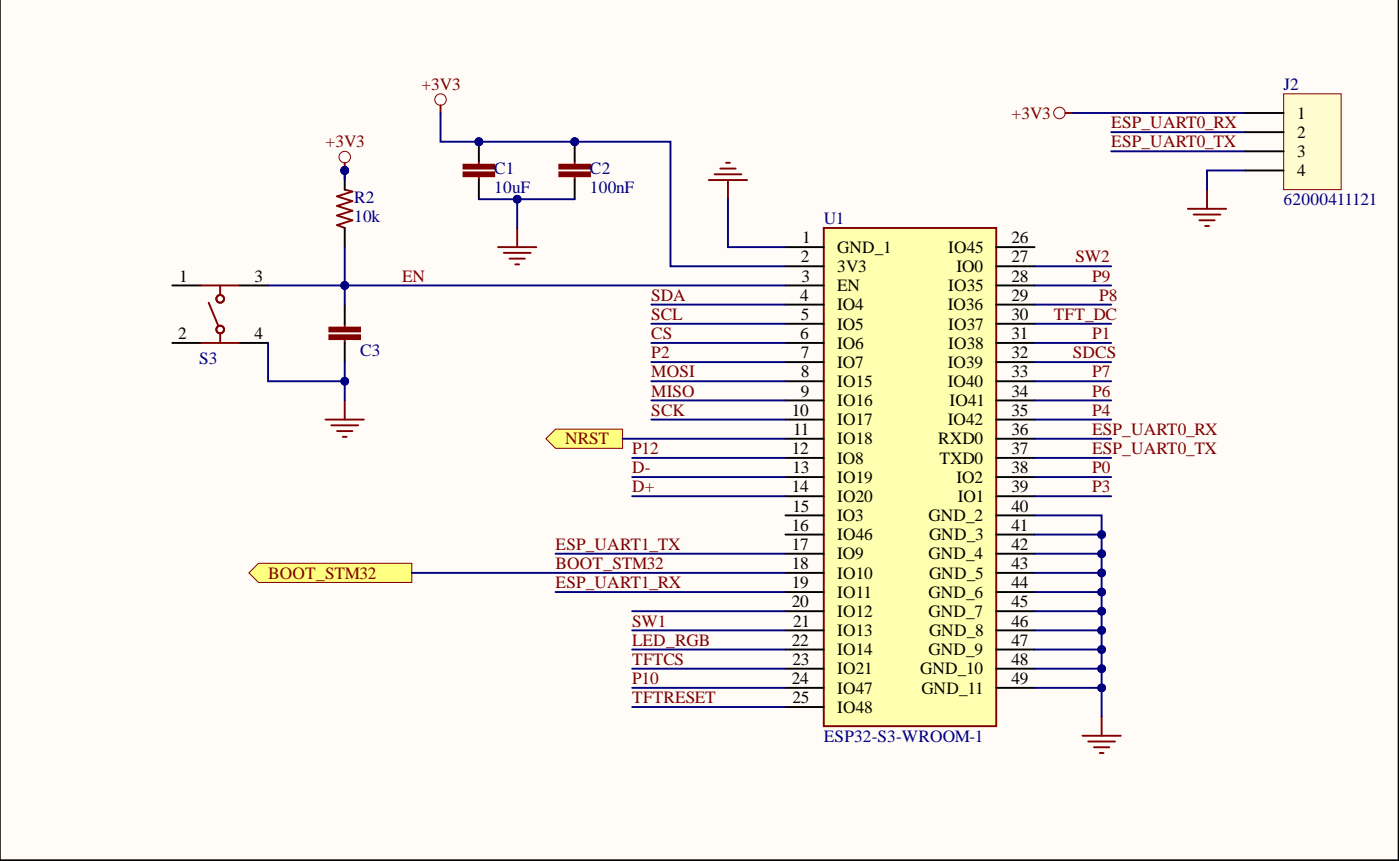 +3V3
J2
+3V3
1
ESP_UART0_RX
2
ESP_UART0_TX
3
4
62000411121
+3V3
C1
10uF
C2
100nF
R2
10k
1
3
EN
2
4
S3
C3
U1
1 GND_1 IO45 26
2 3V3 IO0 27 SW2
3 EN IO35 28 P9
SDA 4 IO4 IO36 29 P8
SCL 5 IO5 IO37 30 TFT_DC
CS 6 IO6 IO38 31 P1
P2 7 IO7 IO39 32 SDCS
MOSI 8 IO15 IO40 33 P7
MISO 9 IO16 IO41 34 P6
SCK 10 IO17 IO42 35 P4
NRST 11 IO18 RXD0 36 ESP_UART0_RX
P12 12 IO8 TXD0 37 ESP_UART0_TX
D- 13 IO19 IO2 38 P0
D+ 14 IO20 IO1 39 P3
15 IO3 GND_2 40
16 IO46 GND_3 41
ESP_UART1_TX 17 IO9 GND_4 42
BOOT_STM32 BOOT_STM32 18 IO10 GND_5 43
ESP_UART1_RX 19 IO11 GND_6 44
20 IO12 GND_7 45
SW1 21 IO13 GND_8 46
LED_RGB 22 IO14 GND_9 47
TFTCS 23 IO21 GND_10 48
P10 24 IO47 GND_11 49
TFTRESET 25 IO48
ESP32-S3-WROOM-1